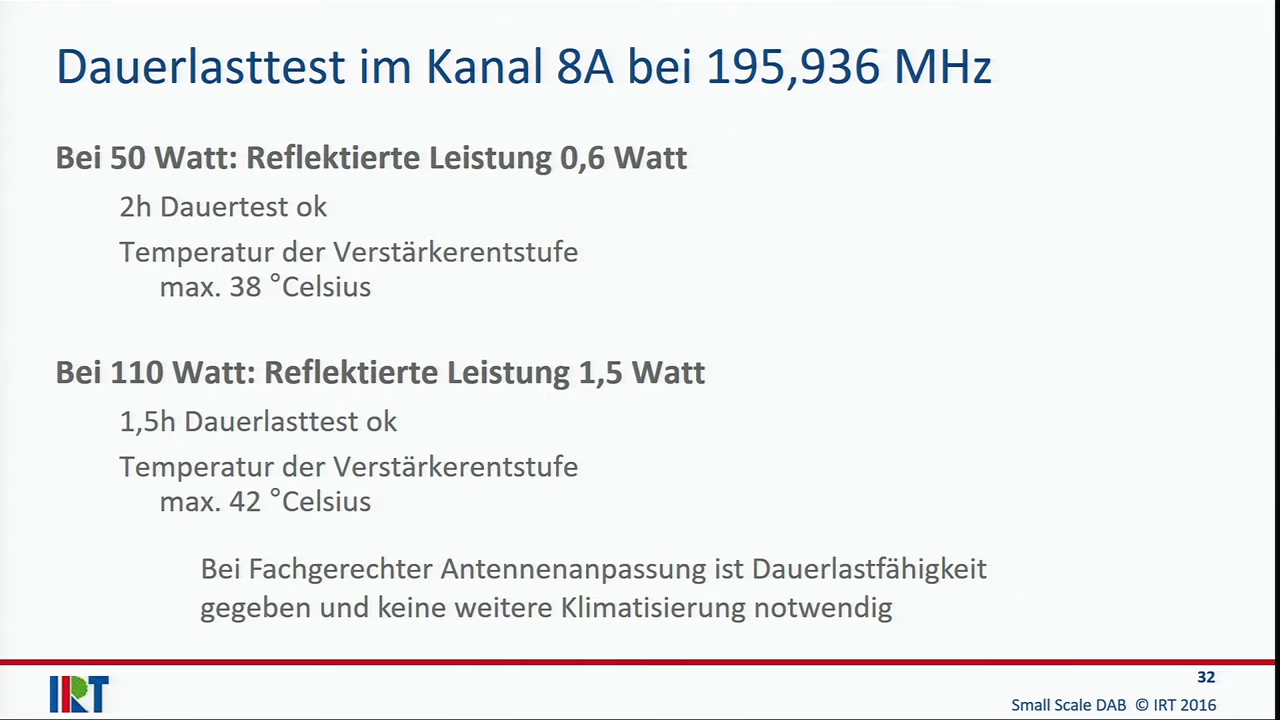 Dauerlasttest im Kanal 8A bei 195,936 MHz
Bei 50 Watt: Reflektierte Leistung 0,6 Watt
2h Dauertest ok
Temperatur der Verstärkerentstufe
max. 38 °Celsius
Bei 110 Watt: Reflektierte Leistung 1,5 Watt
1,5h Dauerlasttest ok
Temperatur der Verstärkerentstufe
max. 42 °Celsius
Bei Fachgerechter Antennenanpassung ist Dauerlastfähigkeit
gegeben und keine weitere Klimatisierung notwendig
32
IRT
Small Scale DAB © IRT 2016